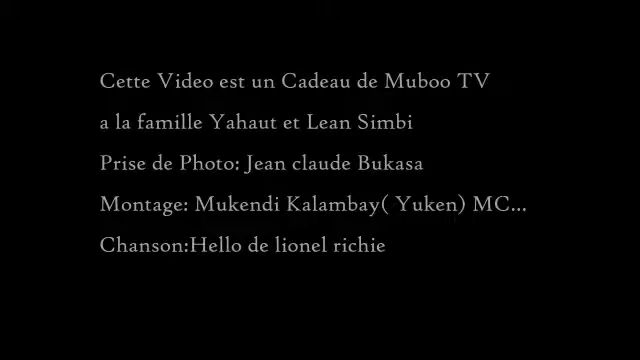 Cette Video est un Cadeau de Muboo TV
a la famille Yahaut et Lean Simbi
Prise de Photo: Jean claude Bukasa
Montage: Mukendi Kalambay( Yuken) MC...
Chanson:Hello de lionel richie